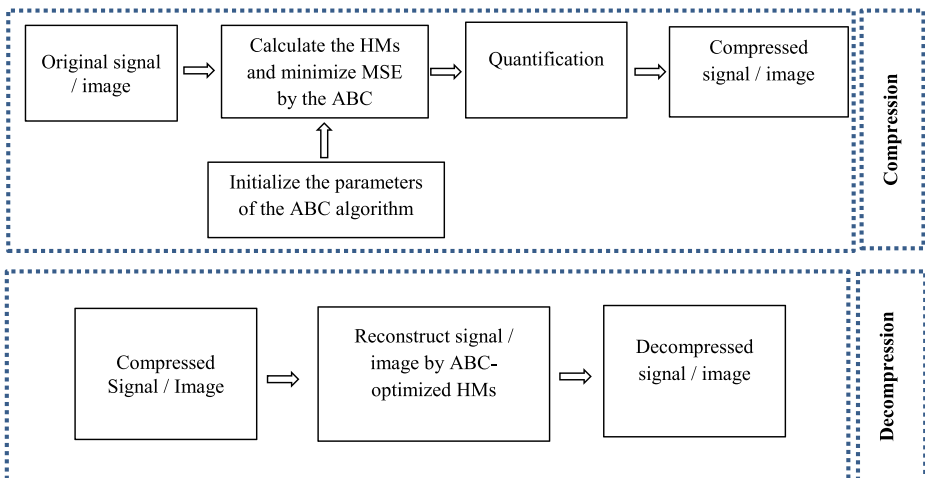 Original signal
/ image
Calculate the HMs
and minimize MSE
by the ABC
Quantification
Compressed
signal / image
Initialize the parameters
of the ABC algorithm
Compression
Compressed
Signal / Image
Reconstruct signal /
image by ABC-
optimized HMs
Decompressed
signal / image
Decompression